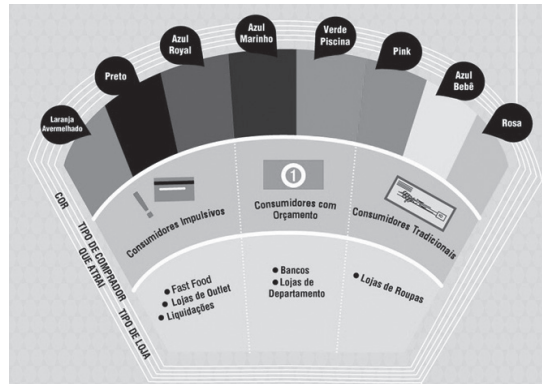 Laranja
Avermelhado
Preto
Azul
Royal
Azul
Marinho
Verde
Piscina
Pink
Azul
Bebê
Rosa
COR
TIPO DE COMPRADOR
QUE ATRAI
TIPO DE LOJA
Consumidores Impulsivos
1
Consumidores com
Orçamento
Consumidores Tradicionais
● Fast Food
● Lojas de Outlet
● Liquidações
● Bancos
● Lojas de
Departamento
● Lojas de Roupas